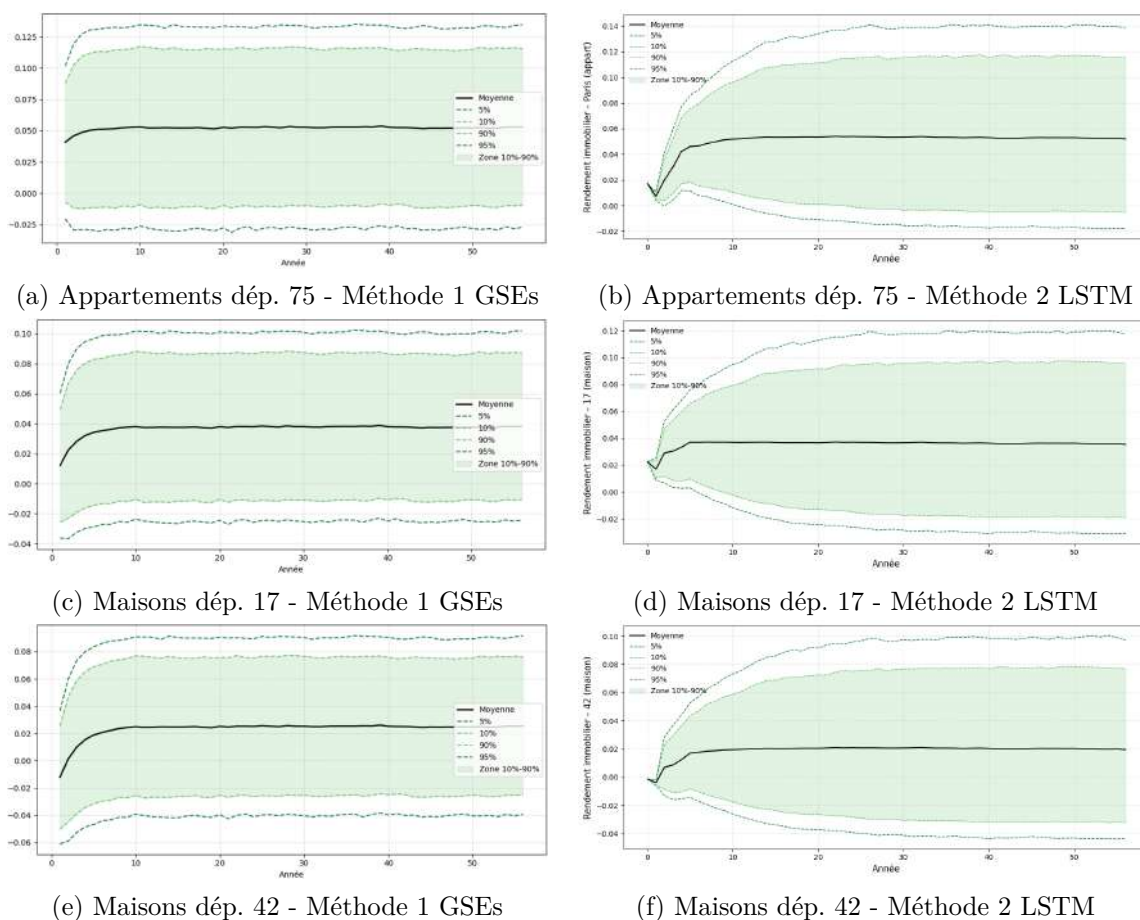 0.125
0.100
0.075
0.050
0.025
0.000
−0.025
0 10 20 30 40 50
Année
Moyenne
5%
10%
90%
95%
Zone 10%-90%
Rendement immobilier - Paris (appart)
0.14
0.12
0.10
0.08
0.06
0.04
0.02
0.00
−0.02
0 10 20 30 40 50
Année
Moyenne
5%
10%
90%
95%
Zone 10%-90%
(a) Appartements dép. 75 - Méthode 1 GSEs
(b) Appartements dép. 75 - Méthode 2 LSTM
0.10
0.08
0.06
0.04
0.02
0.00
−0.02
−0.04
0 10 20 30 40 50
Année
Moyenne
5%
10%
90%
95%
Zone 10%-90%
Rendement immobilier - 17 (maison)
0.12
0.10
0.08
0.06
0.04
0.02
0.00
−0.02
0 10 20 30 40 50
Année
Moyenne
5%
10%
90%
95%
Zone 10%-90%
(c) Maisons dép. 17 - Méthode 1 GSEs
(d) Maisons dép. 17 - Méthode 2 LSTM
0.08
0.06
0.04
0.02
0.00
−0.02
−0.04
−0.06
0 10 20 30 40 50
Année
Moyenne
5%
10%
90%
95%
Zone 10%-90%
Rendement immobilier - 42 (maison)
0.10
0.08
0.06
0.04
0.02
0.00
−0.02
−0.04
0 10 20 30 40 50
Année
Moyenne
5%
10%
90%
95%
Zone 10%-90%
(e) Maisons dép. 42 - Méthode 1 GSEs
(f) Maisons dép. 42 - Méthode 2 LSTM